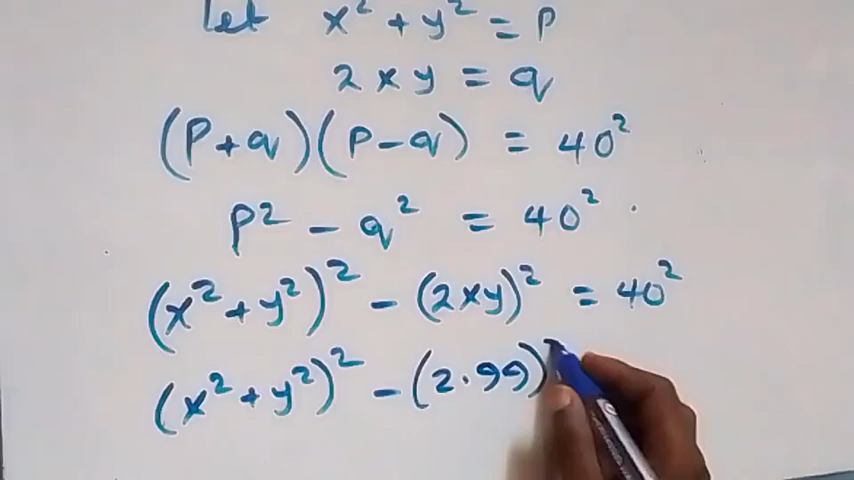 Let x² + y² = P
2xy = q
(P+q)(P-q) = 40²
P² - q² = 40²
(x² + y²)² - (2xy)² = 40²
(x² + y²)² - (2·99)²